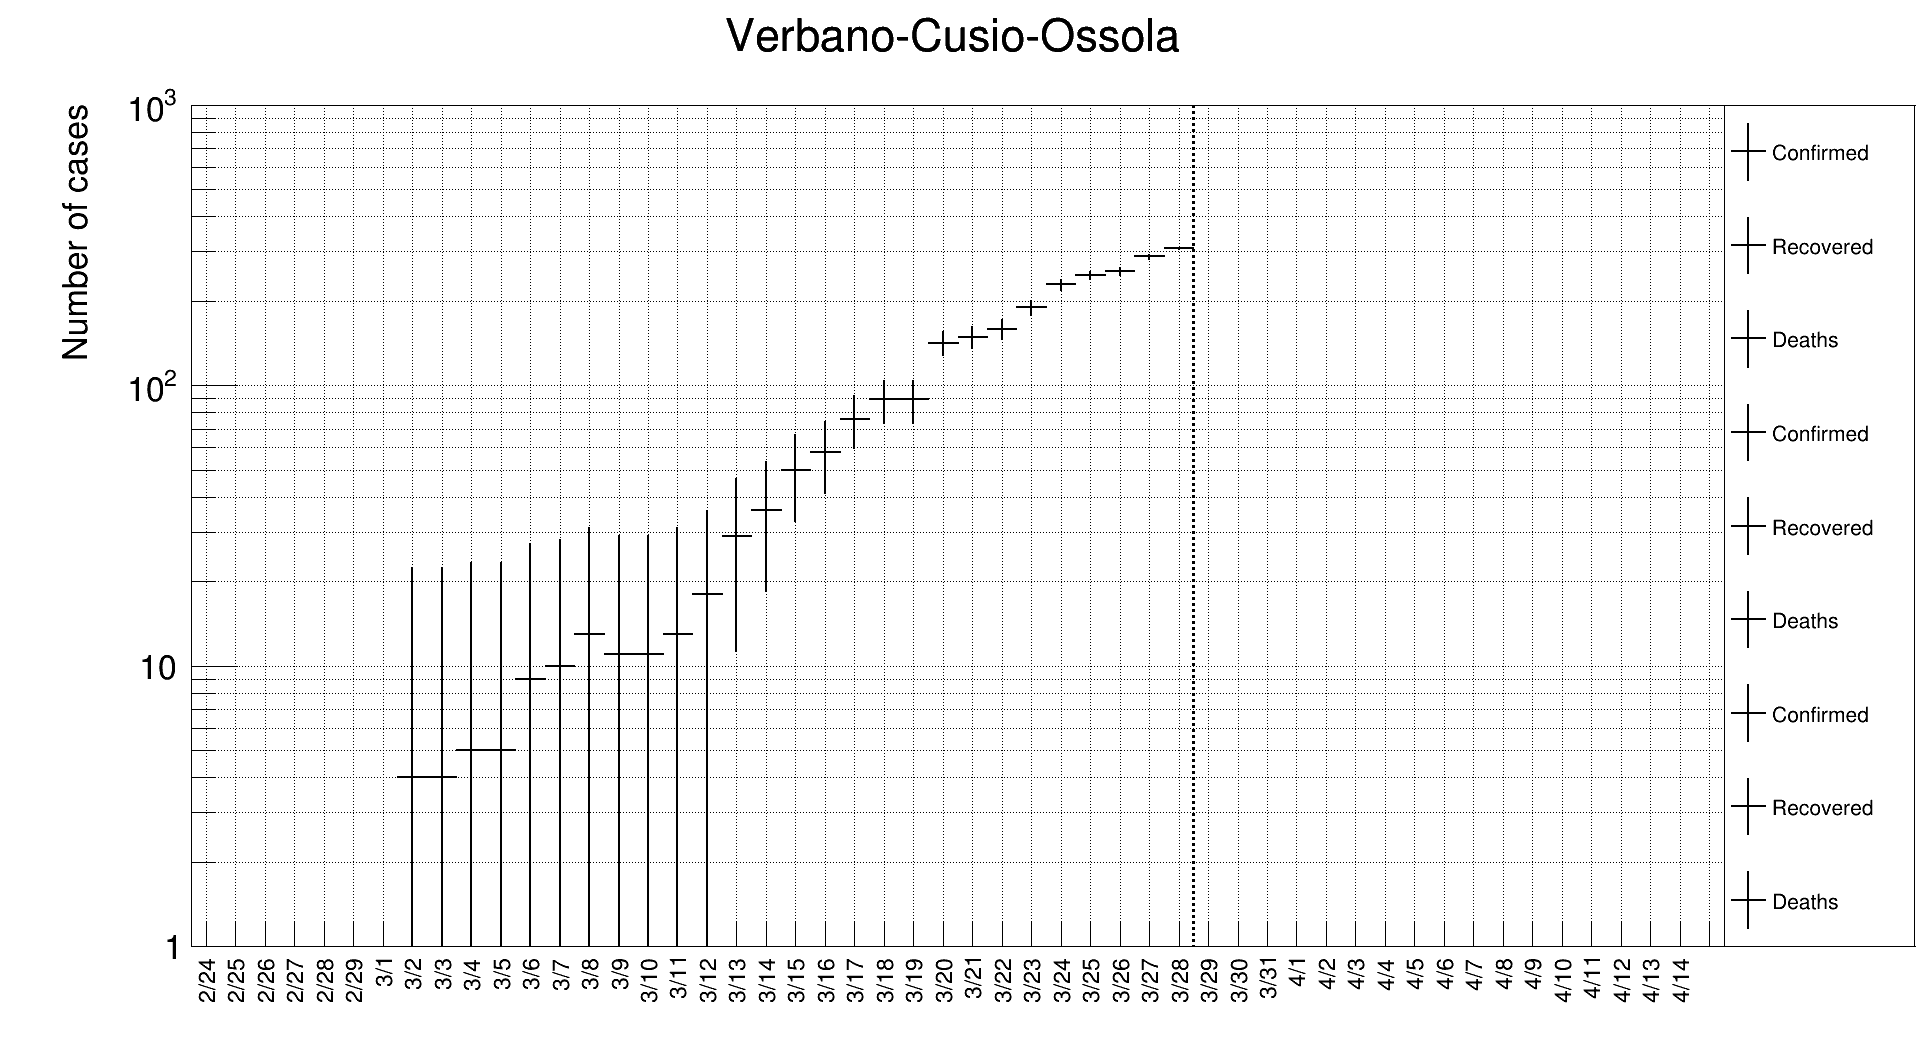 Verbano-Cusio-Ossola
Number of cases
10³
10²
10
1
2/24 2/25 2/26 2/27 2/28 2/29 3/1 3/2 3/3 3/4 3/5 3/6 3/7 3/8 3/9 3/10 3/11 3/12 3/13 3/14 3/15 3/16 3/17 3/18 3/19 3/20 3/21 3/22 3/23 3/24 3/25 3/26 3/27 3/28 3/29 3/30 3/31 4/1 4/2 4/3 4/4 4/5 4/6 4/7 4/8 4/9 4/10 4/11 4/12 4/13 4/14
Confirmed
Recovered
Deaths
Confirmed
Recovered
Deaths
Confirmed
Recovered
Deaths